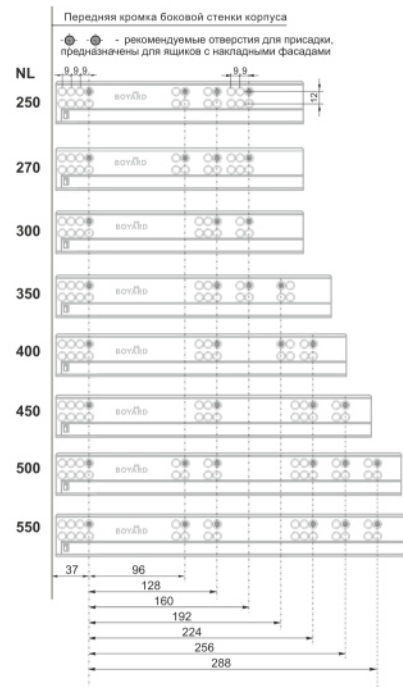 Передняя кромка боковой стенки корпуса
- рекомендуемые отверстия для присадки,
предназначены для ящиков с накладными фасадами
NL
9 9 9
9 9
250
BOYARD
12
270
BOYARD
300
BOYARD
350
BOYARD
400
BOYARD
450
BOYARD
500
BOYARD
550
BOYARD
37
96
128
160
192
224
256
288